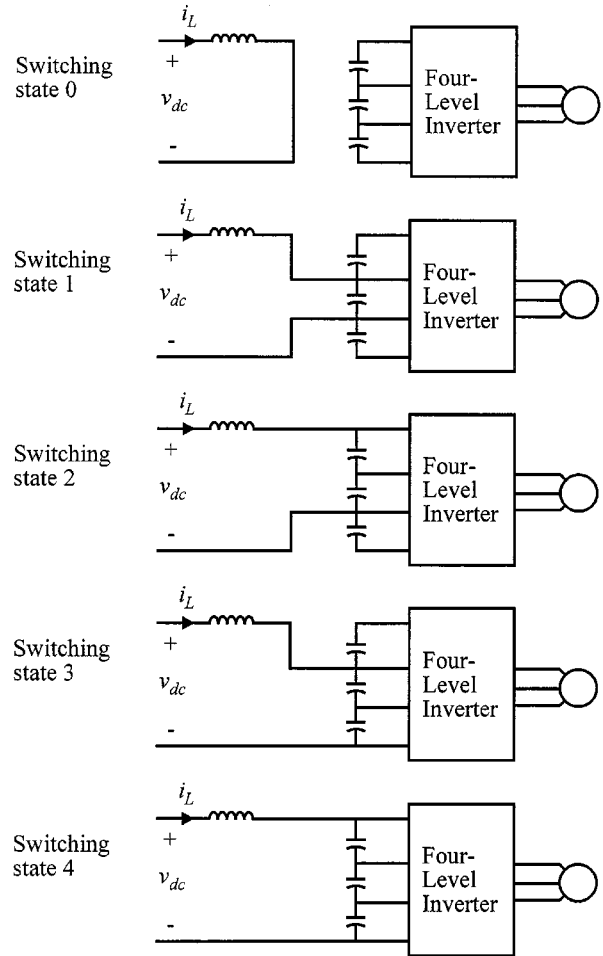 i_L
Switching
state 0
+
v_dc
-
Four-
Level
Inverter
i_L
Switching
state 1
+
v_dc
-
Four-
Level
Inverter
i_L
Switching
state 2
+
v_dc
-
Four-
Level
Inverter
i_L
Switching
state 3
+
v_dc
-
Four-
Level
Inverter
i_L
Switching
state 4
+
v_dc
-
Four-
Level
Inverter